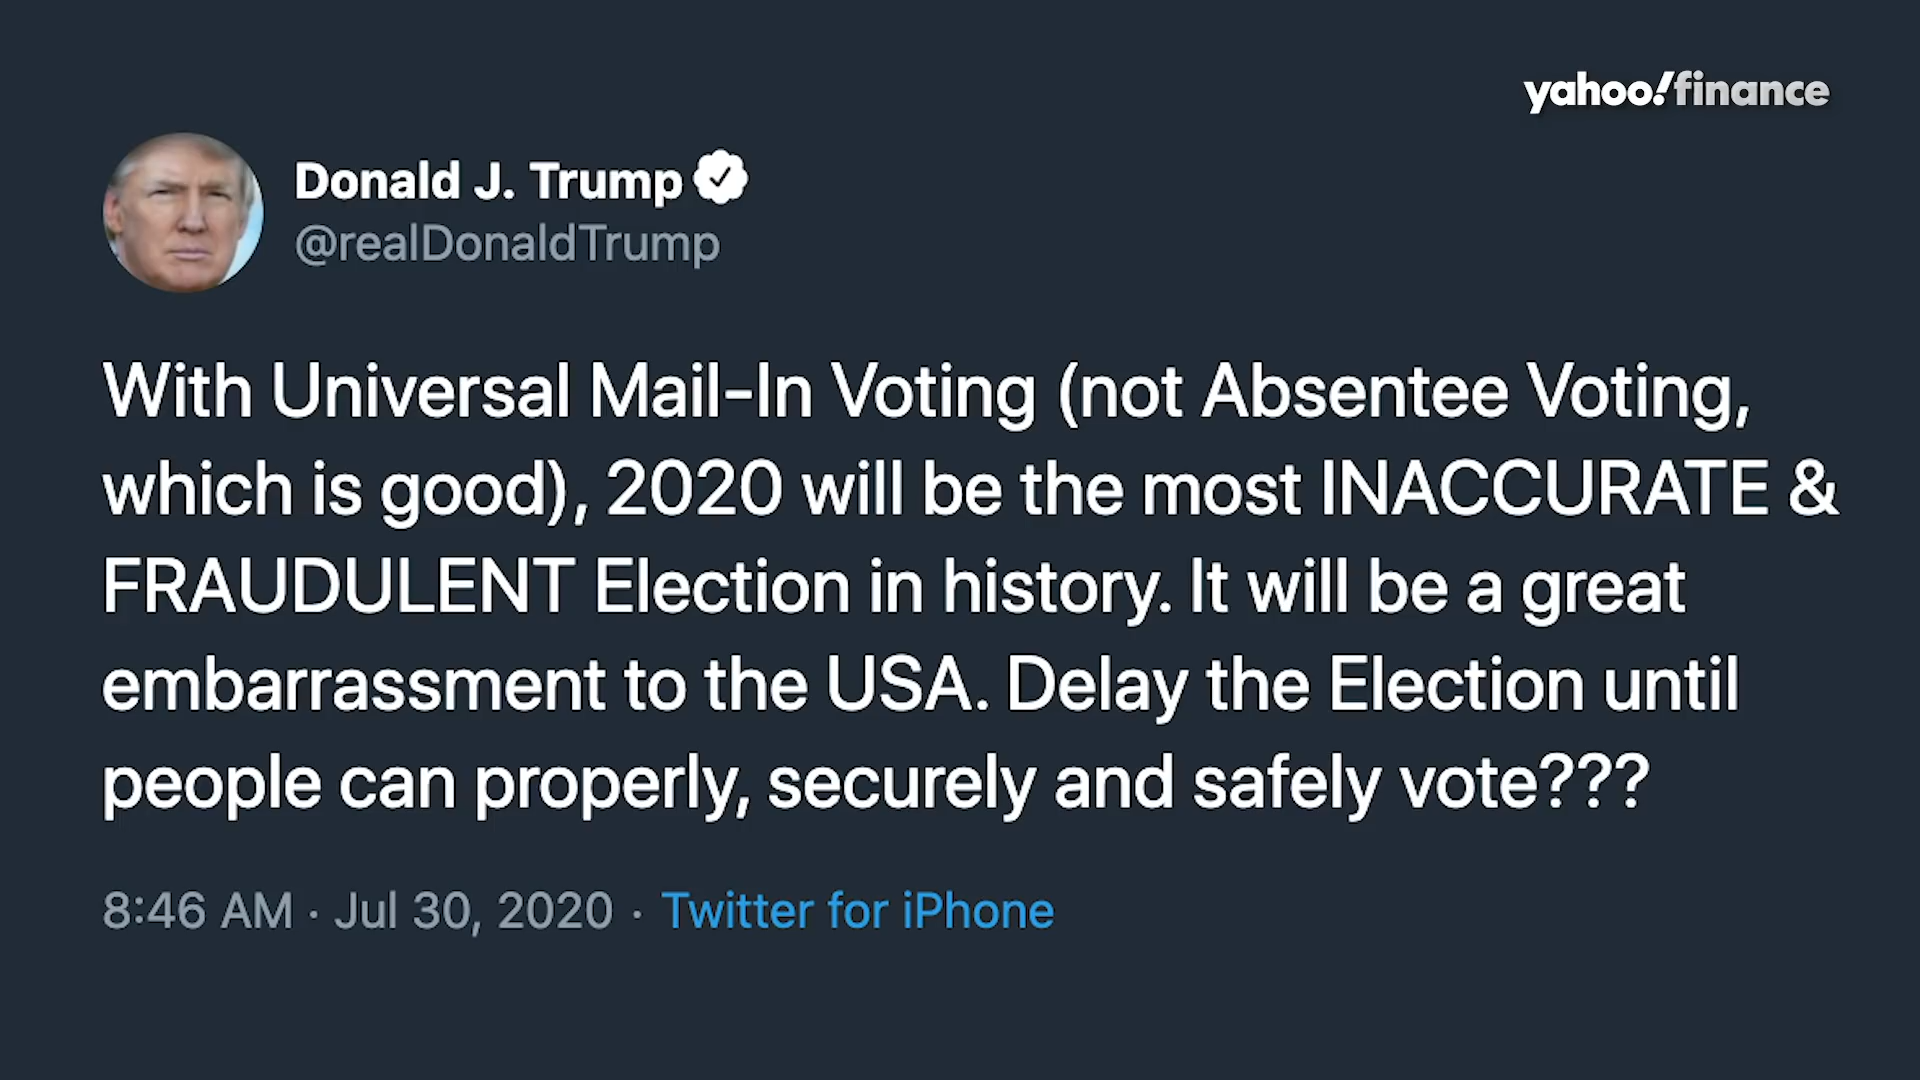 yahoo!finance
Donald J. Trump
@realDonaldTrump
With Universal Mail-In Voting (not Absentee Voting,
which is good), 2020 will be the most INACCURATE &
FRAUDULENT Election in history. It will be a great
embarrassment to the USA. Delay the Election until
people can properly, securely and safely vote???
8:46 AM · Jul 30, 2020 · Twitter for iPhone